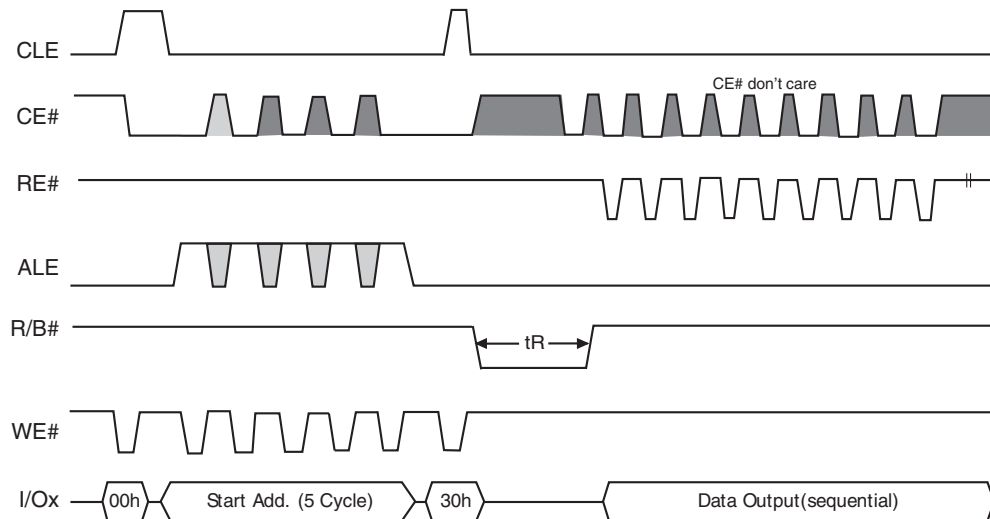 CLE
CE# don't care
CE#
RE#
ALE
R/B#
tR
WE#
I/Ox
00h
Start Add. (5 Cycle)
30h
Data Output(sequential)